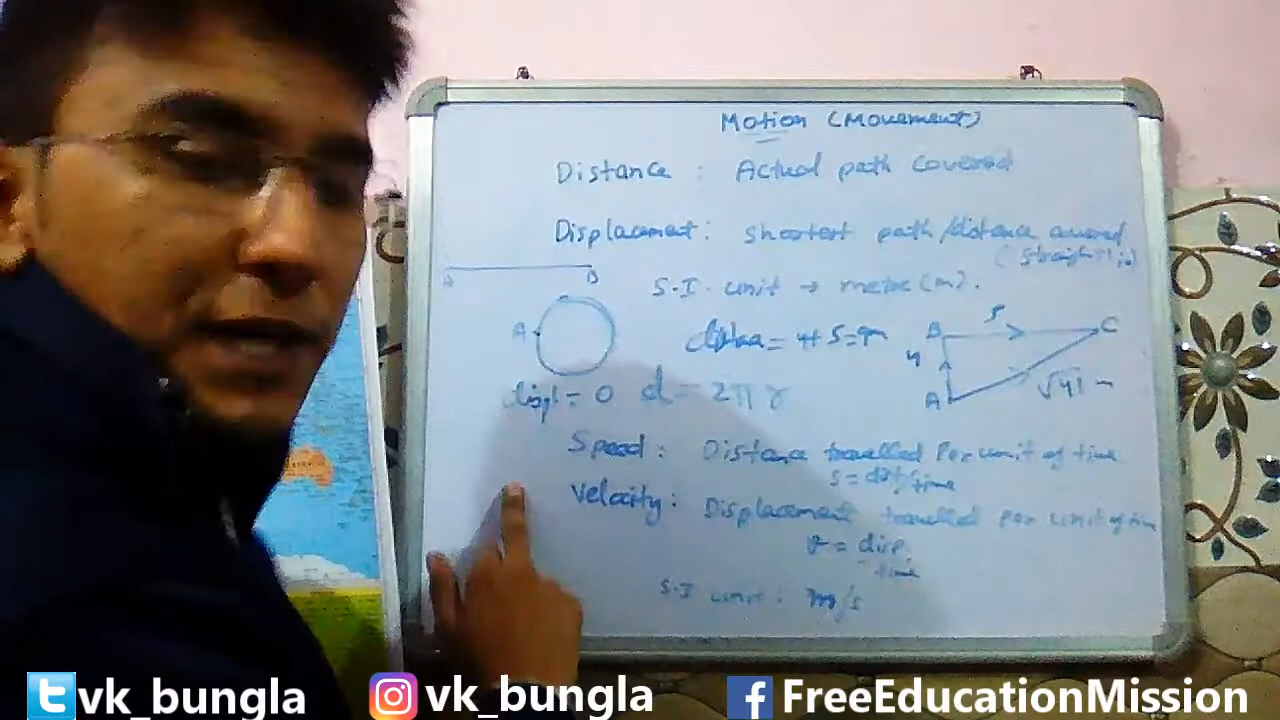 Motion (Movement)
Distance : Actual path covered
Displacement : shortest path/distance covered
(straight li
A B
S.I. unit → metre (m).
A
dista = 4+5=9m
B 5 C
4
A √41 m
displ = 0 d = 2πr
Speed : Distance travelled Per unit of time
s = dist/time
Velocity : Displacement travelled Per unit of time
v = disp.
time
S.I unit : m/s
vk_bungla vk_bungla FreeEducationMission